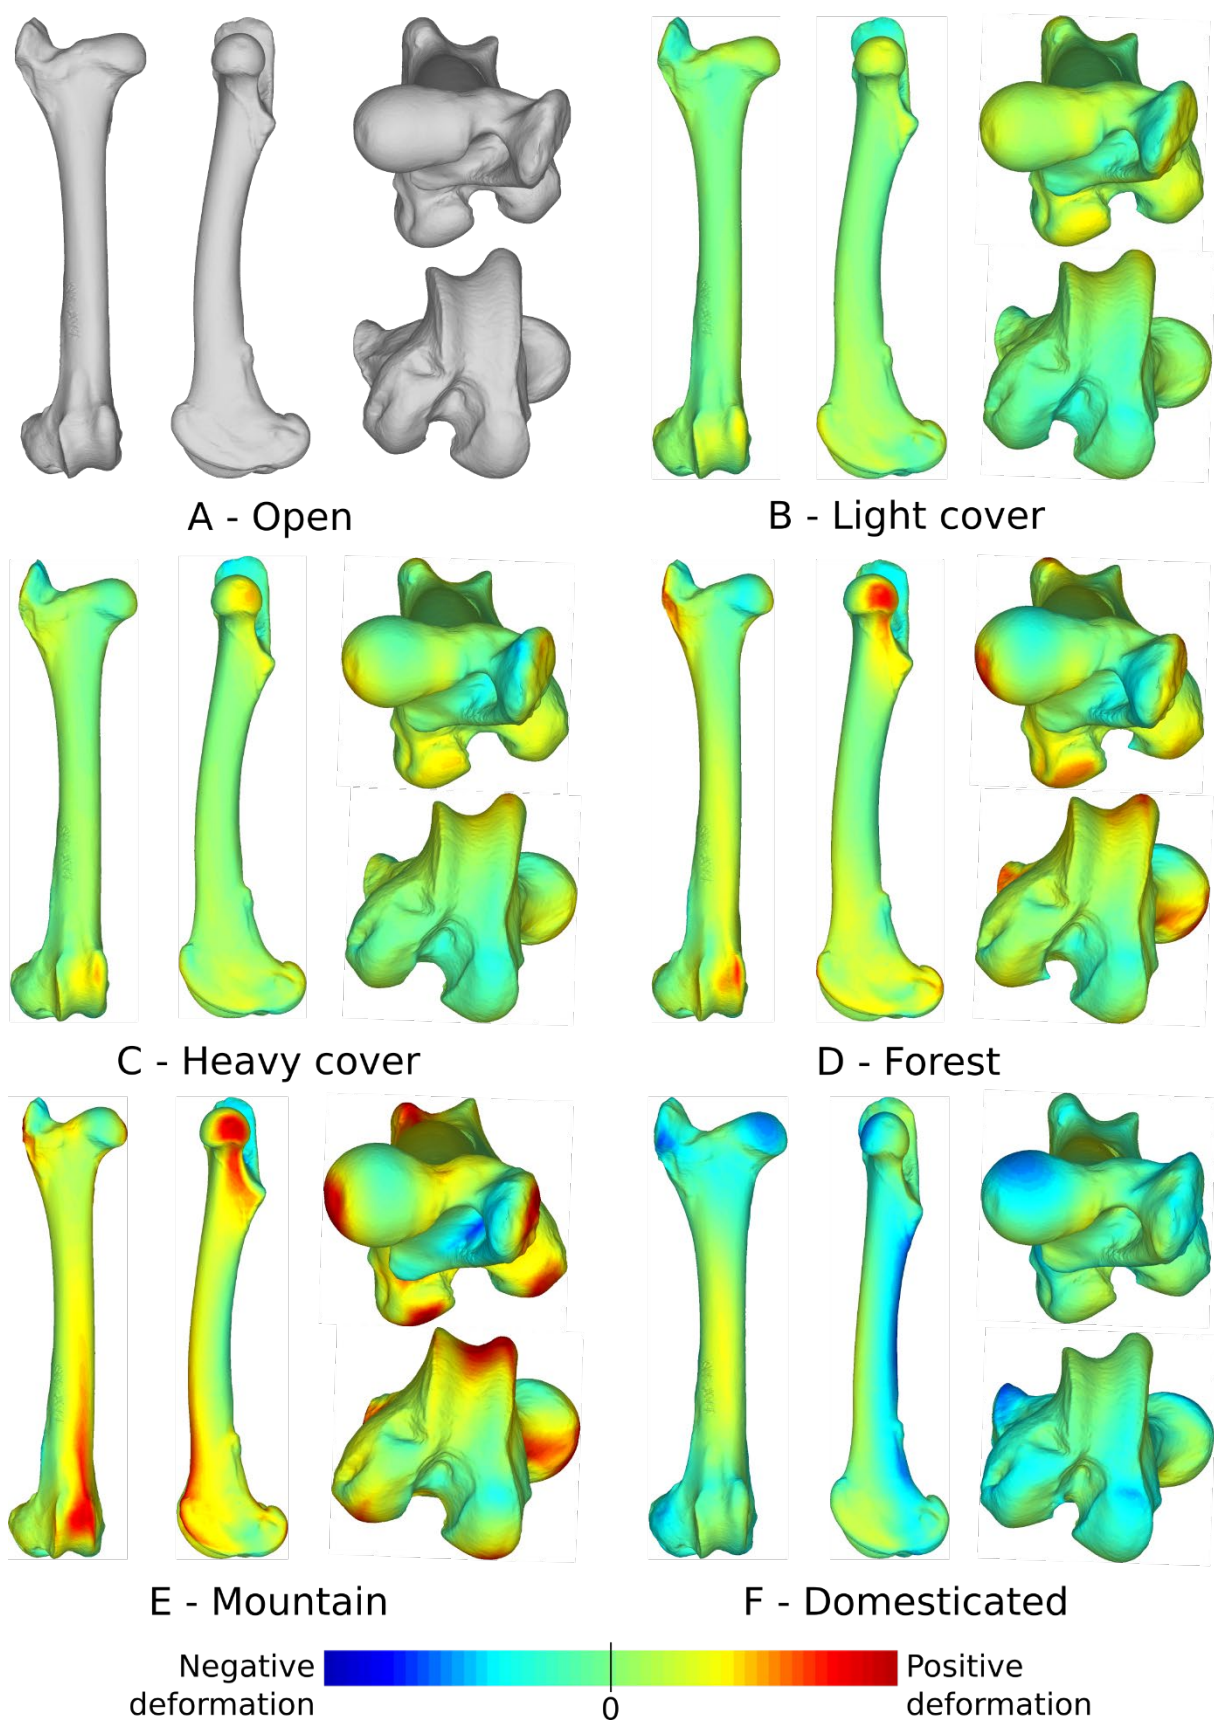 A - Open
B - Light cover
C - Heavy cover
D - Forest
E - Mountain
F - Domesticated
Negative
deformation
0
Positive
deformation